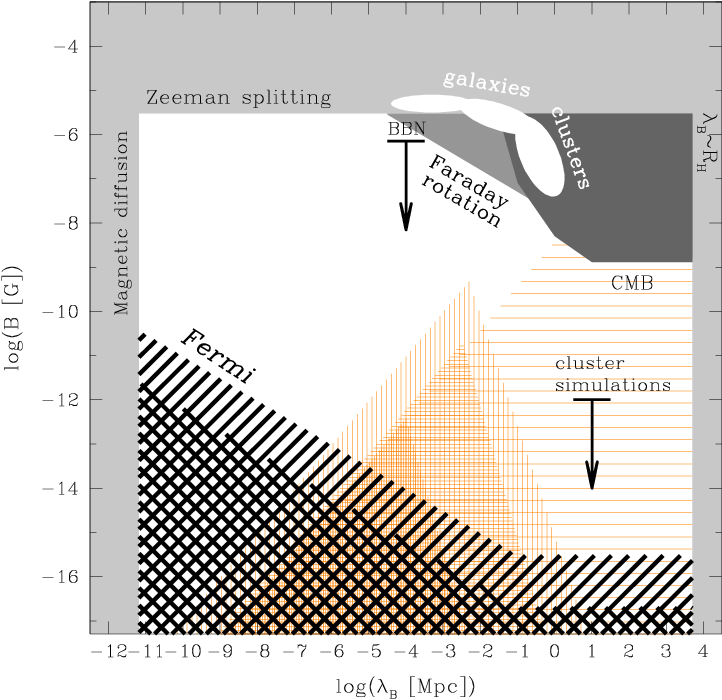 −4
−6
−8
−10
−12
−14
−16
log(B [G])
Zeeman splitting
Magnetic diffusion
galaxies
clusters
λB~RH
BBN
Faraday
rotation
CMB
Fermi
cluster
simulations
−12 −11 −10 −9 −8 −7 −6 −5 −4 −3 −2 −1 0 1 2 3 4
log(λB [Mpc])